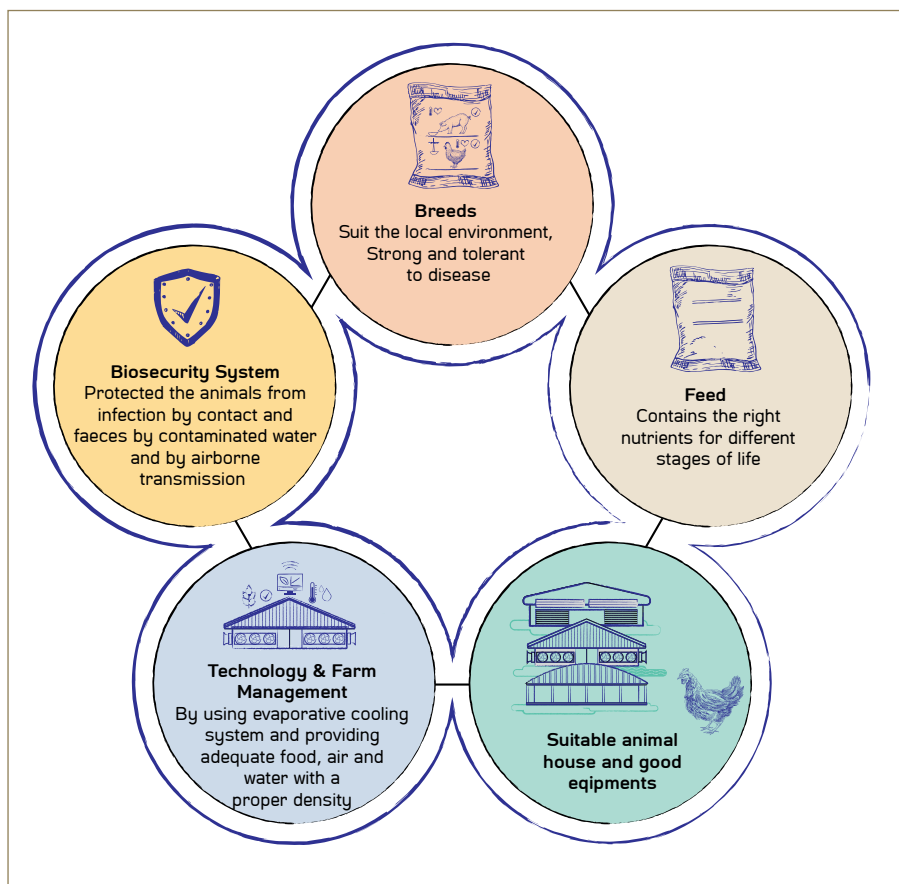 Breeds
Suit the local environment,
Strong and tolerant
to disease
Biosecurity System
Protected the animals from
infection by contact and
faeces by contaminated water
and by airborne
transmission
Feed
Contains the right
nutrients for different
stages of life
Technology & Farm
Management
By using evaporative cooling
system and providing
adequate food, air and
water with a
proper density
Suitable animal
house and good
eqipments